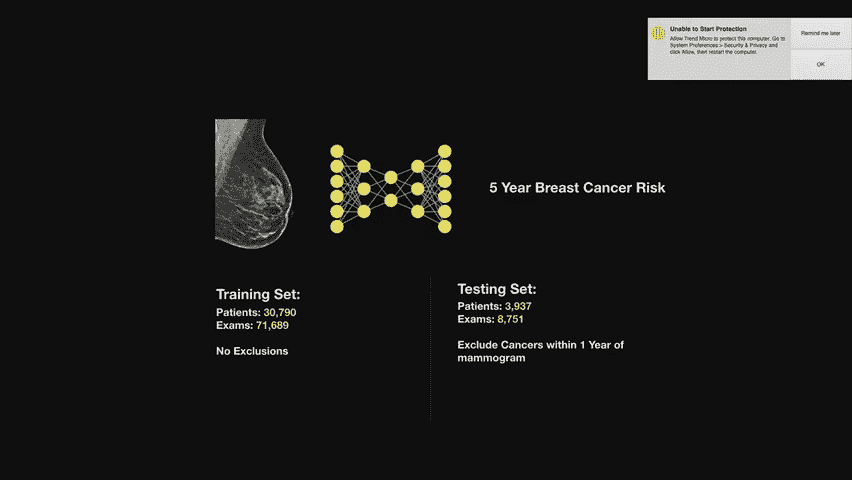 Unable to Start Protection
Allow Trend Micro to protect this computer. Go to
System Preferences > Security & Privacy and
click Allow, then restart the computer.
Remind me later
OK
5 Year Breast Cancer Risk
Training Set:
Patients: 30,790
Exams: 71,689
No Exclusions
Testing Set:
Patients: 3,937
Exams: 8,751
Exclude Cancers within 1 Year of
mammogram